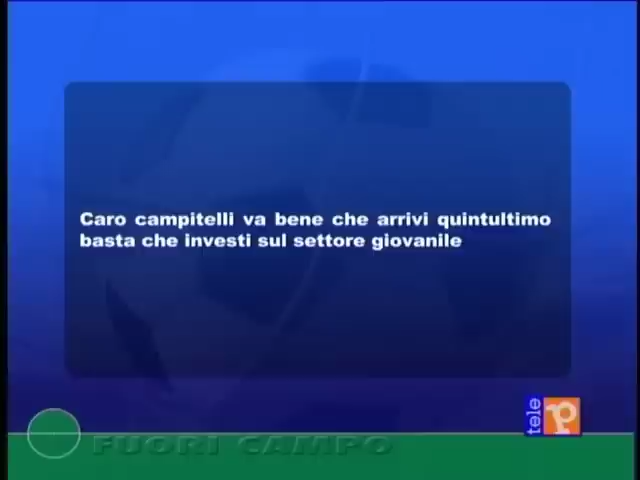 Caro campitelli va bene che arrivi quintultimo
basta che investi sul settore giovanile
tele p
FUORI CAMPO